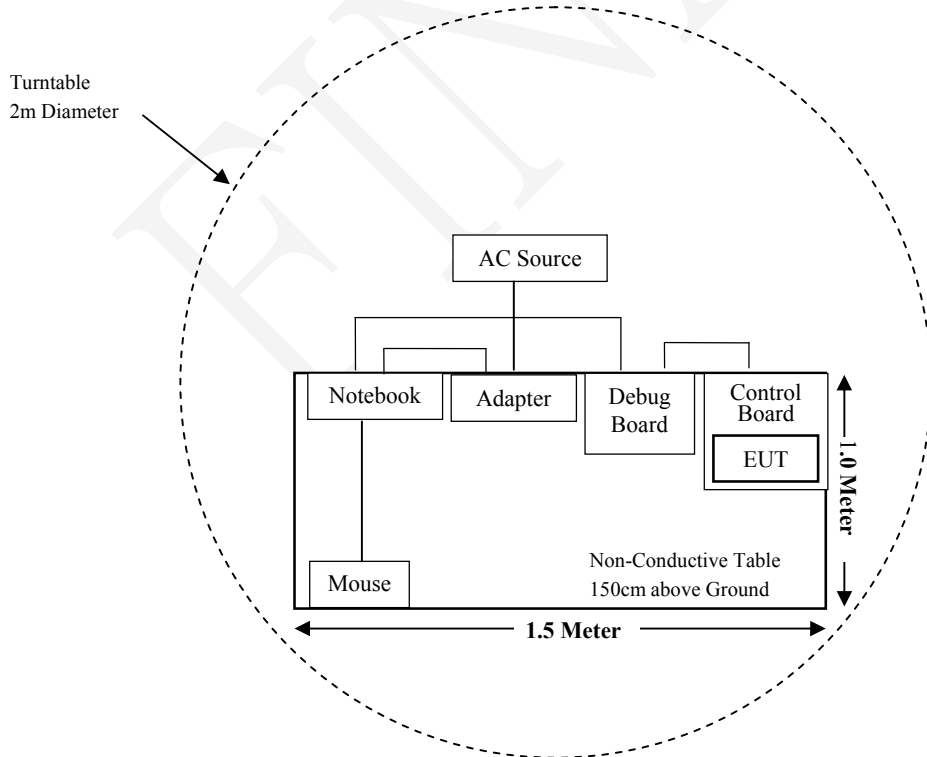 Turntable
2m Diameter
AC Source
Notebook
Adapter
Debug
Board
Control
Board
EUT
1.0 Meter
Mouse
Non-Conductive Table
150cm above Ground
1.5 Meter